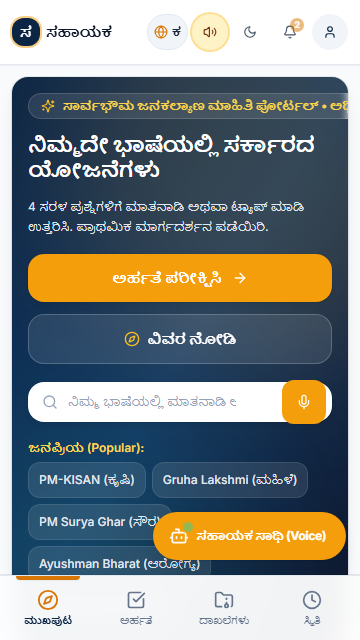 ಸ ಸಹಾಯಕ ಕ 2
ಸಾರ್ವಭೌಮ ಜನಕಲ್ಯಾಣ ಮಾಹಿತಿ ಪೋರ್ಟಲ್ •
ನಿಮ್ಮದೇ ಭಾಷೆಯಲ್ಲಿ ಸರ್ಕಾರದ
ಯೋಜನೆಗಳು
4 ಸರಳ ಪ್ರಶ್ನೆಗಳಿಗೆ ಮಾತನಾಡಿ ಅಥವಾ ಟ್ಯಾಪ್ ಮಾಡಿ
ಉತ್ತರಿಸಿ. ಪ್ರಾಥಮಿಕ ಮಾರ್ಗದರ್ಶನ ಪಡೆಯಿರಿ.
ಅರ್ಹತೆ ಪರೀಕ್ಷಿಸಿ →
ವಿವರ ನೋಡಿ
ನಿಮ್ಮ ಭಾಷೆಯಲ್ಲಿ ಮಾತನಾಡಿ
ಜನಪ್ರಿಯ (Popular):
PM-KISAN (ಕೃಷಿ) Gruha Lakshmi (ಮಹಿಳೆ)
PM Surya Ghar
ಸಹಾಯಕ ಸಾಥಿ (Voice)
Ayushman Bharat (ಆರೋಗ್ಯ)
ಮುಖಪುಟ ಅರ್ಹತೆ ದಾಖಲೆಗಳು ಸ್ಥಿತಿ